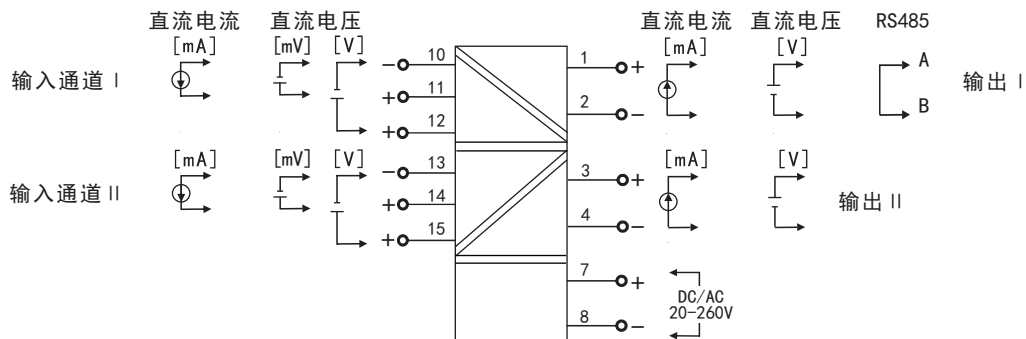 直流电流 直流电压 直流电流 直流电压 RS485
[mA] [mV] [V] [mA] [V]
输入通道 I
− 10
+ 11
+ 12
1 +
2 −
A
B
输出 I
[mA] [mV] [V] [mA] [V]
输入通道 II
− 13
+ 14
+ 15
3 +
4 −
输出 II
7 +
8 −
DC/AC
20-260V